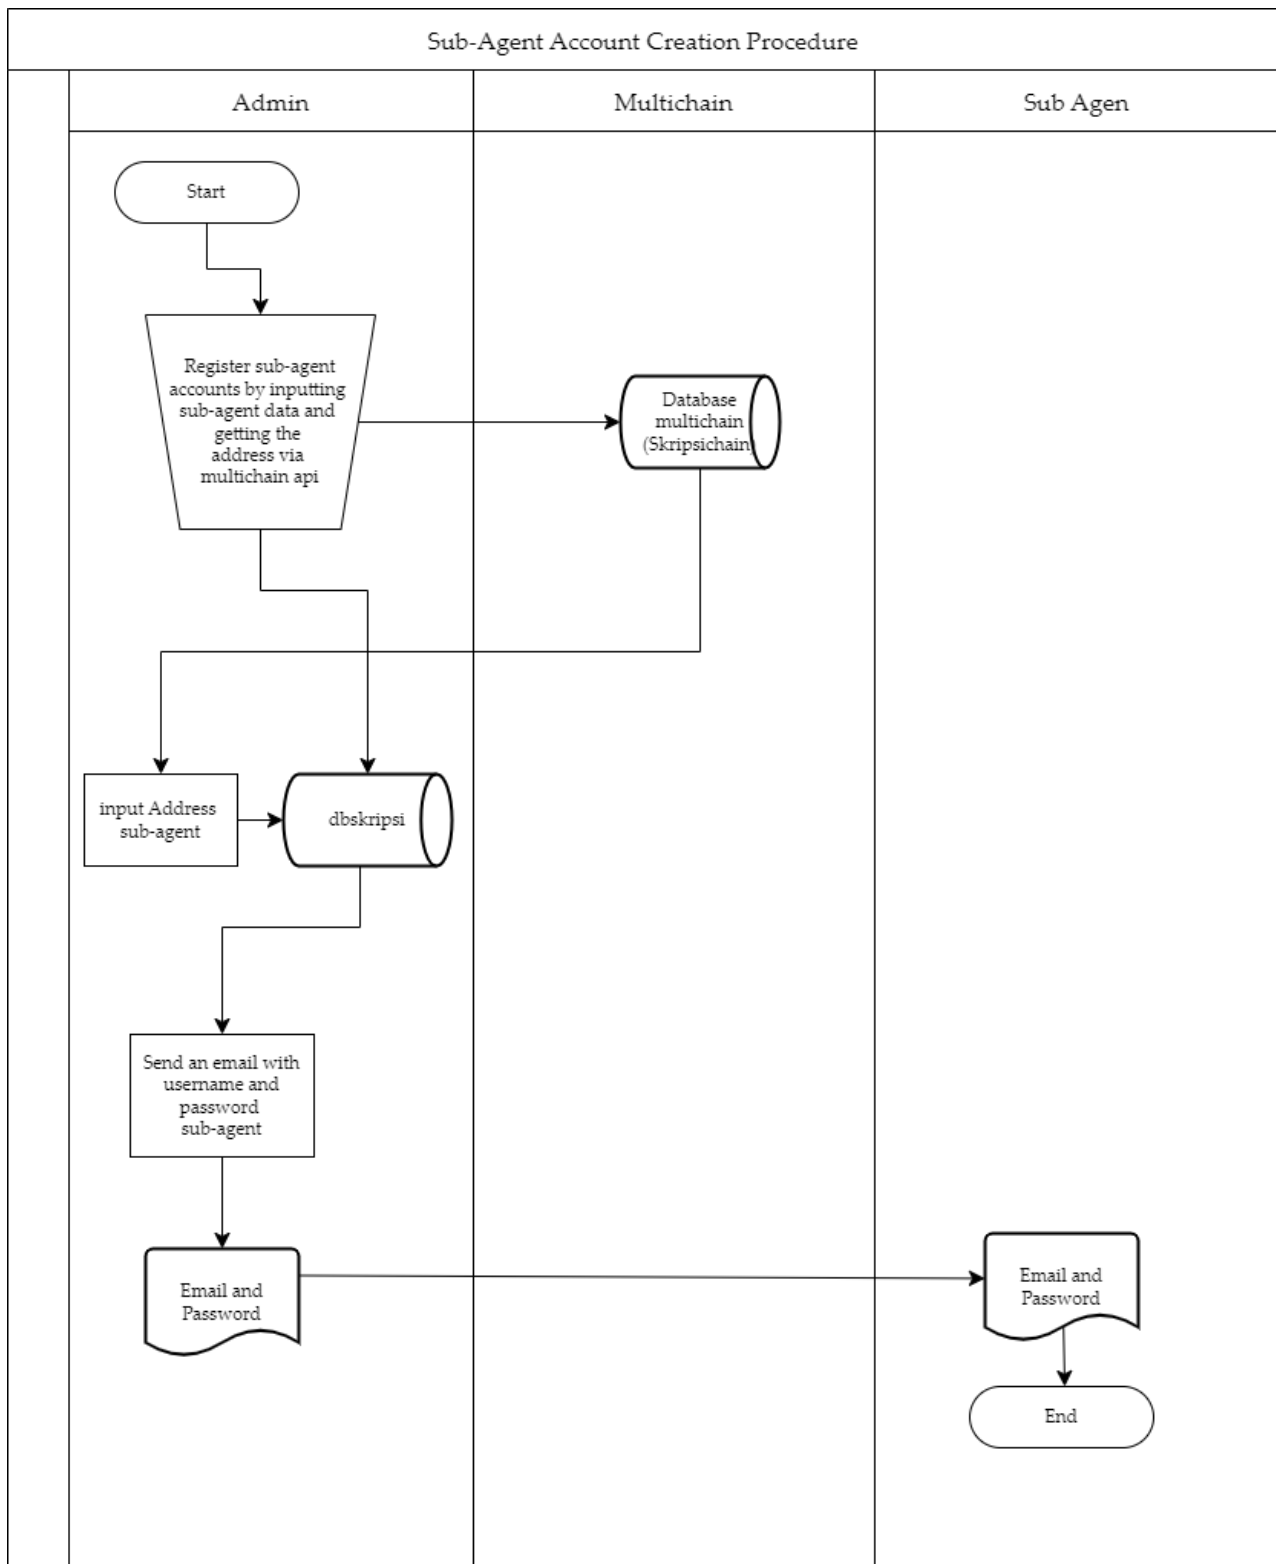 Sub-Agent Account Creation Procedure
Admin
Multichain
Sub Agen
Start
Register sub-agent
accounts by inputting
sub-agent data and
getting the
address via
multichain api
Database
multichain
(Skripsichain
input Address
sub-agent
dbskripsi
Send an email with
username and
password
sub-agent
Email and
Password
Email and
Password
End